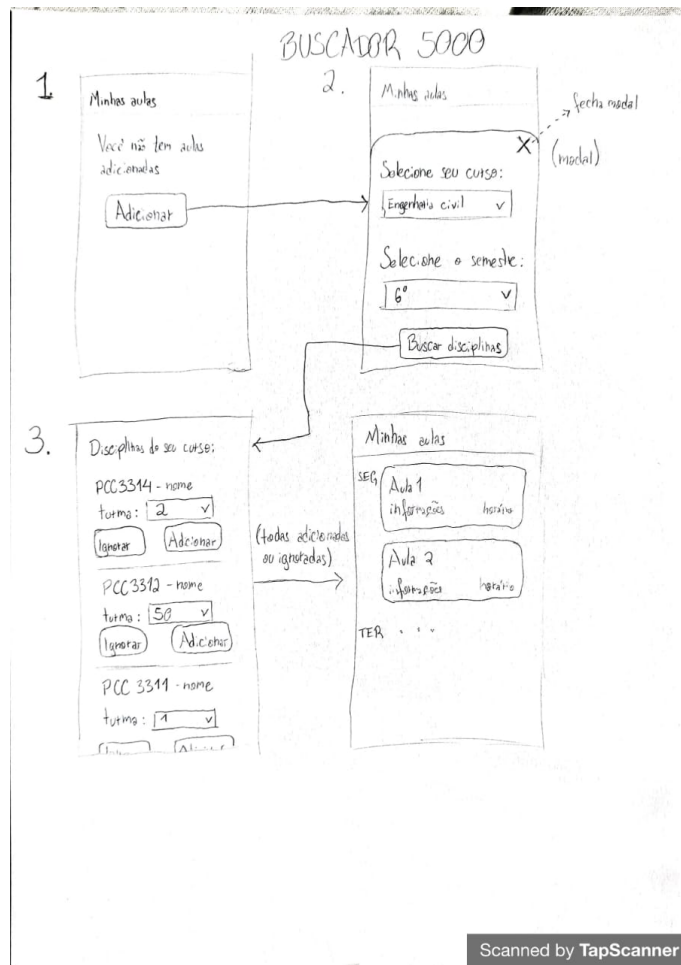 BUSCADOR 5000
1.
Minhas aulas
Você não tem aulas
adicionadas
Adicionar
2.
Minhas aulas
X
fecha modal
(modal)
Selecione seu curso:
Engenharia civil v
Selecione o semestre:
6° v
Buscar disciplinas
3.
Disciplinas do seu curso:
PCC3314 - nome
turma: 2 v
Ignorar Adicionar
PCC3312 - nome
turma: 50 v
Ignorar Adicionar
PCC 3311 - nome
turma: 1 v
(todas adicionadas
ou ignoradas)
Minhas aulas
SEG
Aula 1
informações horário
Aula 2
informações horário
TER . . .
Scanned by TapScanner